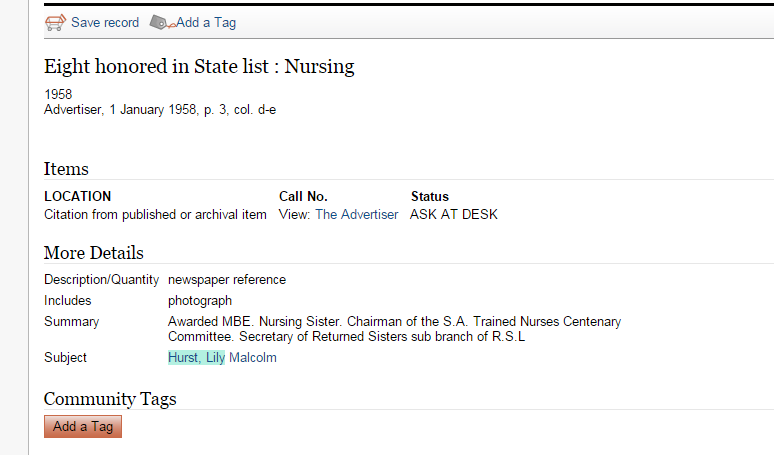 Save record Add a Tag
Eight honored in State list : Nursing
1958
Advertiser, 1 January 1958, p. 3, col. d-e
Items
LOCATION Call No. Status
Citation from published or archival item View: The Advertiser ASK AT DESK
More Details
Description/Quantity newspaper reference
Includes photograph
Summary Awarded MBE. Nursing Sister. Chairman of the S.A. Trained Nurses Centenary
Committee. Secretary of Returned Sisters sub branch of R.S.L
Subject Hurst, Lily Malcolm
Community Tags
Add a Tag